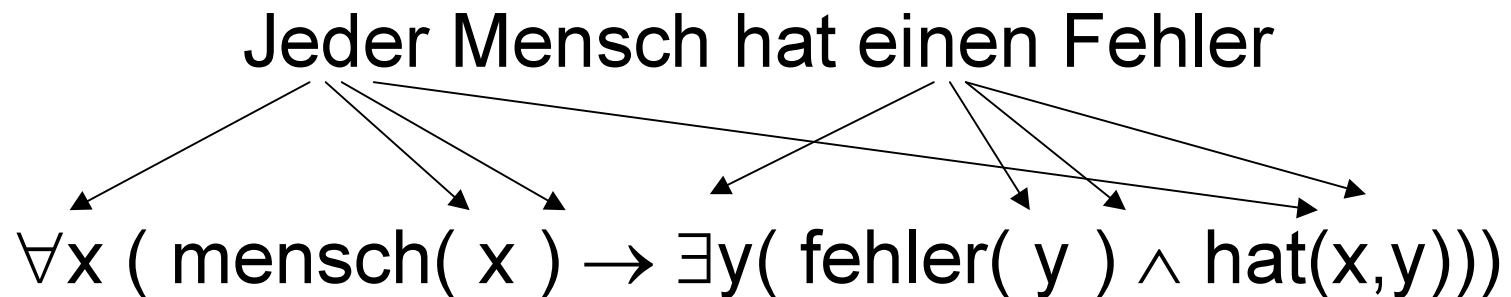 Jeder Mensch hat einen Fehler
∀x ( mensch( x ) → ∃y( fehler( y ) ∧ hat(x,y)))